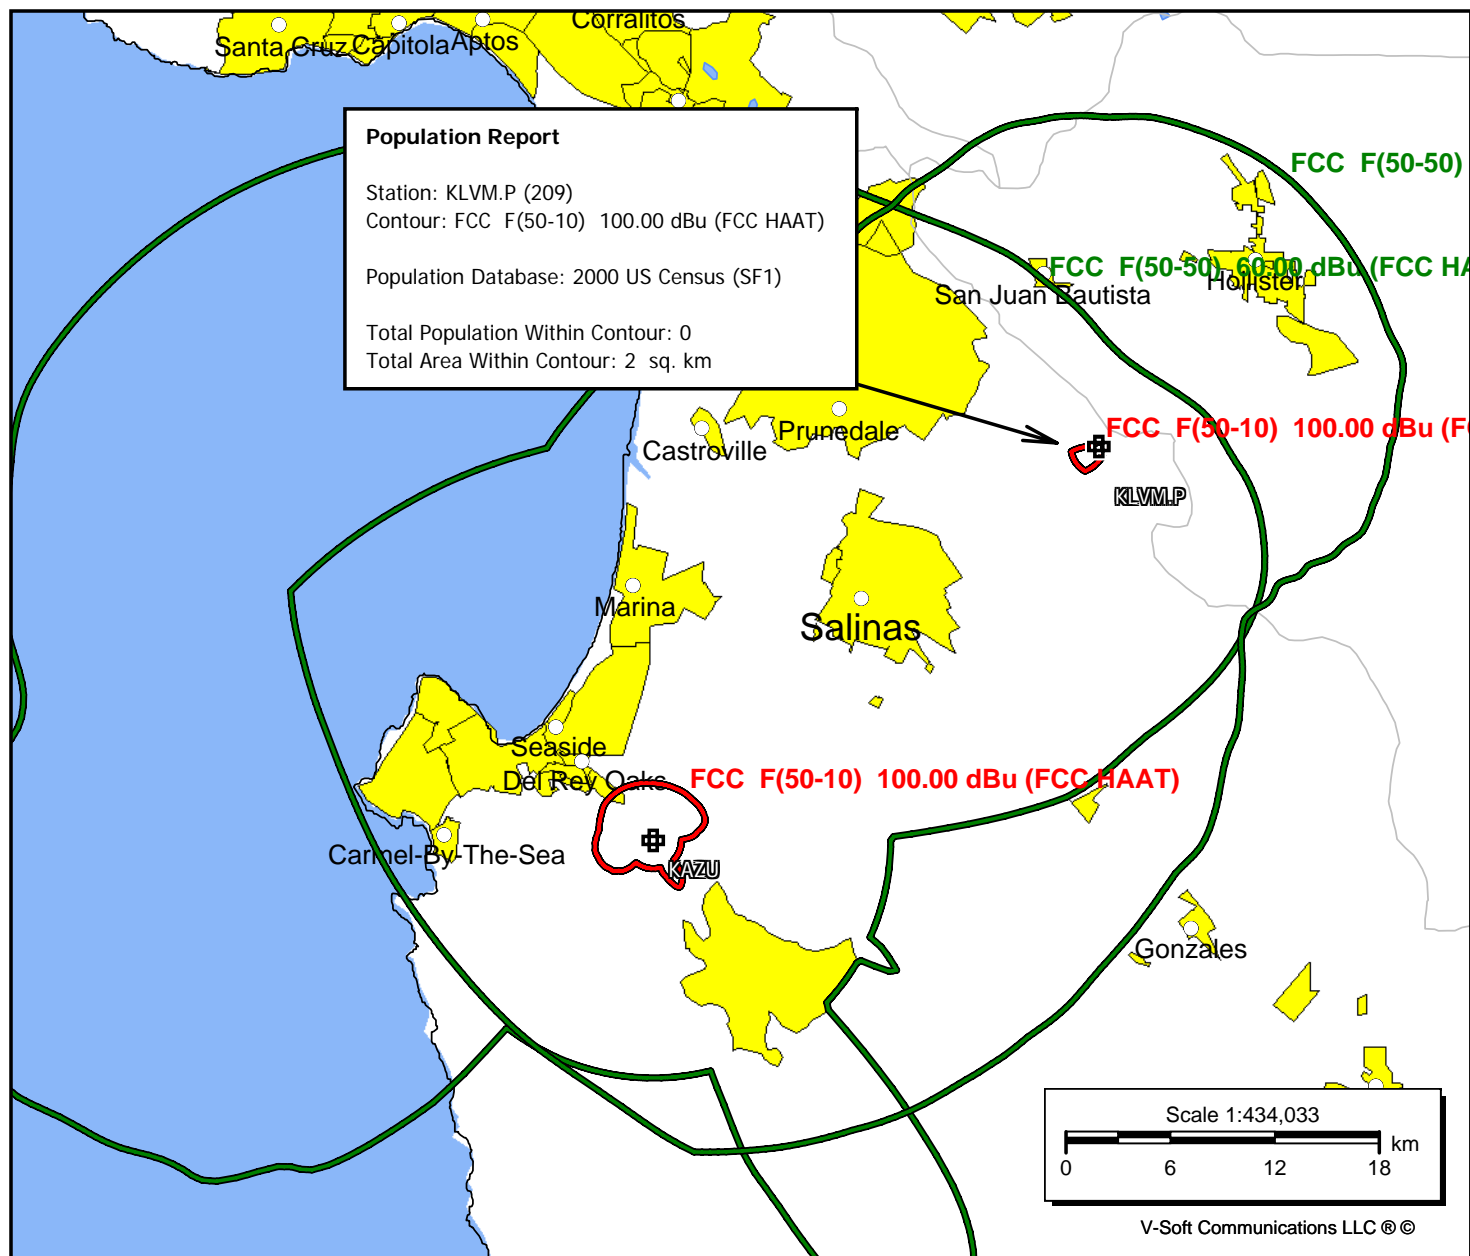 Corralitos
Santa Cruz
Capitola
Aptos
Population Report
Station: KLVM.P (209)
Contour: FCC F(50-10) 100.00 dBu (FCC HAAT)
Population Database: 2000 US Census (SF1)
Total Population Within Contour: 0
Total Area Within Contour: 2 sq. km
FCC F(50-50)
FCC F(50-50) 60.00 dBu (FCC HA
Hollister
San Juan Bautista
FCC F(50-10) 100.00 dBu (F
Prunedale
Castroville
KLVM.P
Marina
Salinas
Seaside
Del Rey Oaks
FCC F(50-10) 100.00 dBu (FCC HAAT)
Carmel-By-The-Sea
KAZU
Gonzales
Scale 1:434,033
km
0 6 12 18
V-Soft Communications LLC ® ©